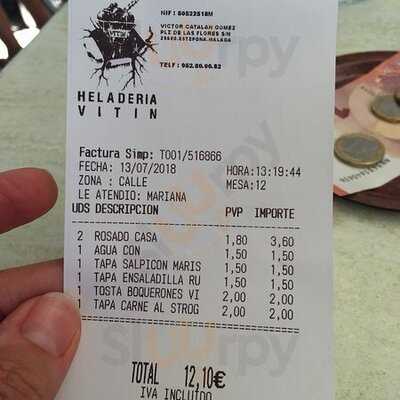 NIF : 50822518M
VICTOR CATALAN GOMEZ
PLZ DE LAS FLORES S/N
29680-ESTEPONA-MALAGA
TELF : 952.80.00.82
HELADERIA
VITIN
Factura Simp: T001/516866
FECHA: 13/07/2018 HORA:13:19:44
ZONA : CALLE MESA:12
LE ATENDIO: MARIANA
UDS DESCRIPCION PVP IMPORTE
2 ROSADO CASA 1,80 3,60
1 AGUA CON 1,50 1,50
1 TAPA SALPICON MARIS 1,50 1,50
1 TAPA ENSALADILLA RU 1,50 1,50
1 TOSTA BOQUERONES VI 2,00 2,00
1 TAPA CARNE AL STROG 2,00 2,00
TOTAL 12,10€
IVA INCLUIDO